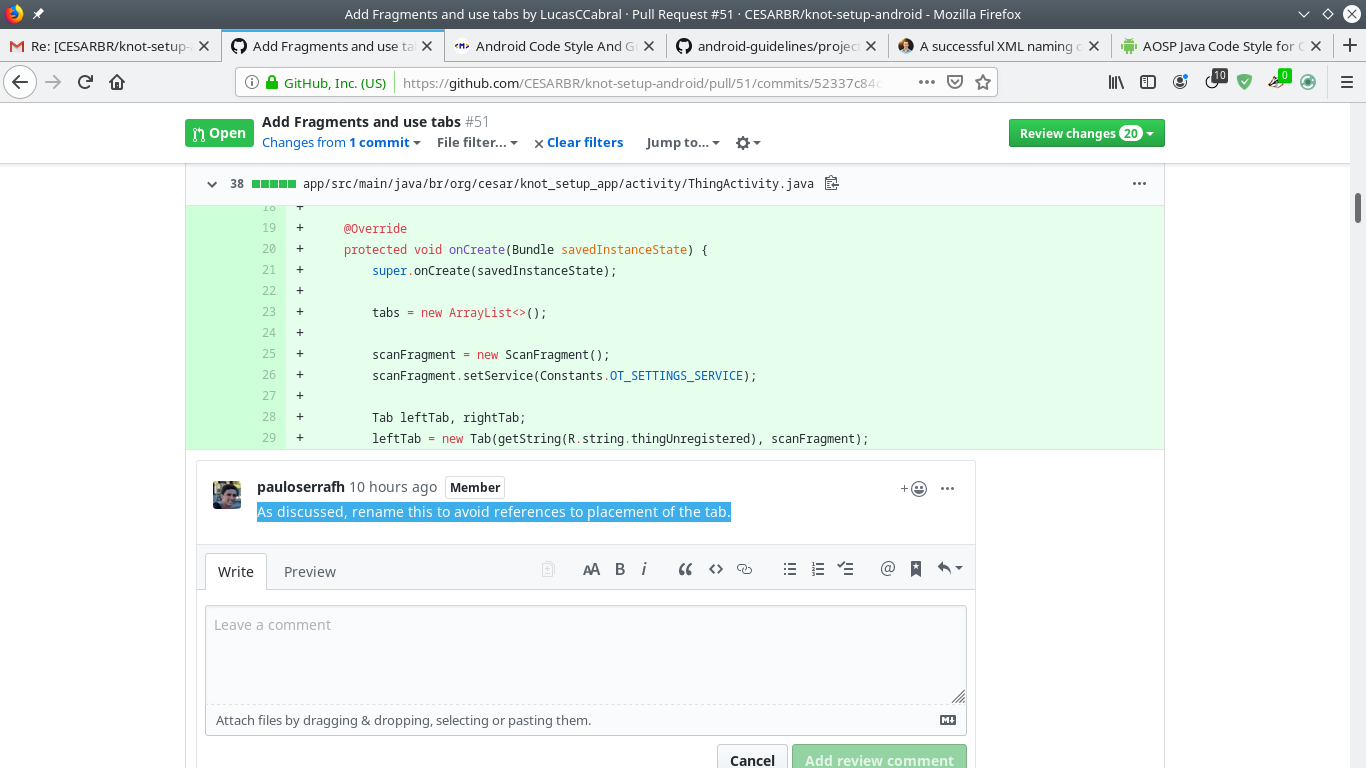 Add Fragments and use tabs by LucasCCabral · Pull Request #51 · CESARBR/knot-setup-android - Mozilla Firefox
Re: [CESARBR/knot-setup-
Add Fragments and use ta
Android Code Style And G
android-guidelines/projec
A successful XML naming c
AOSP Java Code Style for
GitHub, Inc. (US)
https://github.com/CESARBR/knot-setup-android/pull/51/commits/52337c84c
10
0
Open
Add Fragments and use tabs #51
Changes from 1 commit
File filter...
Clear filters
Jump to...
Review changes 20
38 app/src/main/java/br/org/cesar/knot_setup_app/activity/ThingActivity.java
18 +
19 + @Override
20 + protected void onCreate(Bundle savedInstanceState) {
21 + super.onCreate(savedInstanceState);
22 +
23 + tabs = new ArrayList<>();
24 +
25 + scanFragment = new ScanFragment();
26 + scanFragment.setService(Constants.OT_SETTINGS_SERVICE);
27 +
28 + Tab leftTab, rightTab;
29 + leftTab = new Tab(getString(R.string.thingUnregistered), scanFragment);
pauloserrafh 10 hours ago Member
As discussed, rename this to avoid references to placement of the tab.
Write
Preview
Leave a comment
Attach files by dragging & dropping, selecting or pasting them.
Cancel
Add review comment